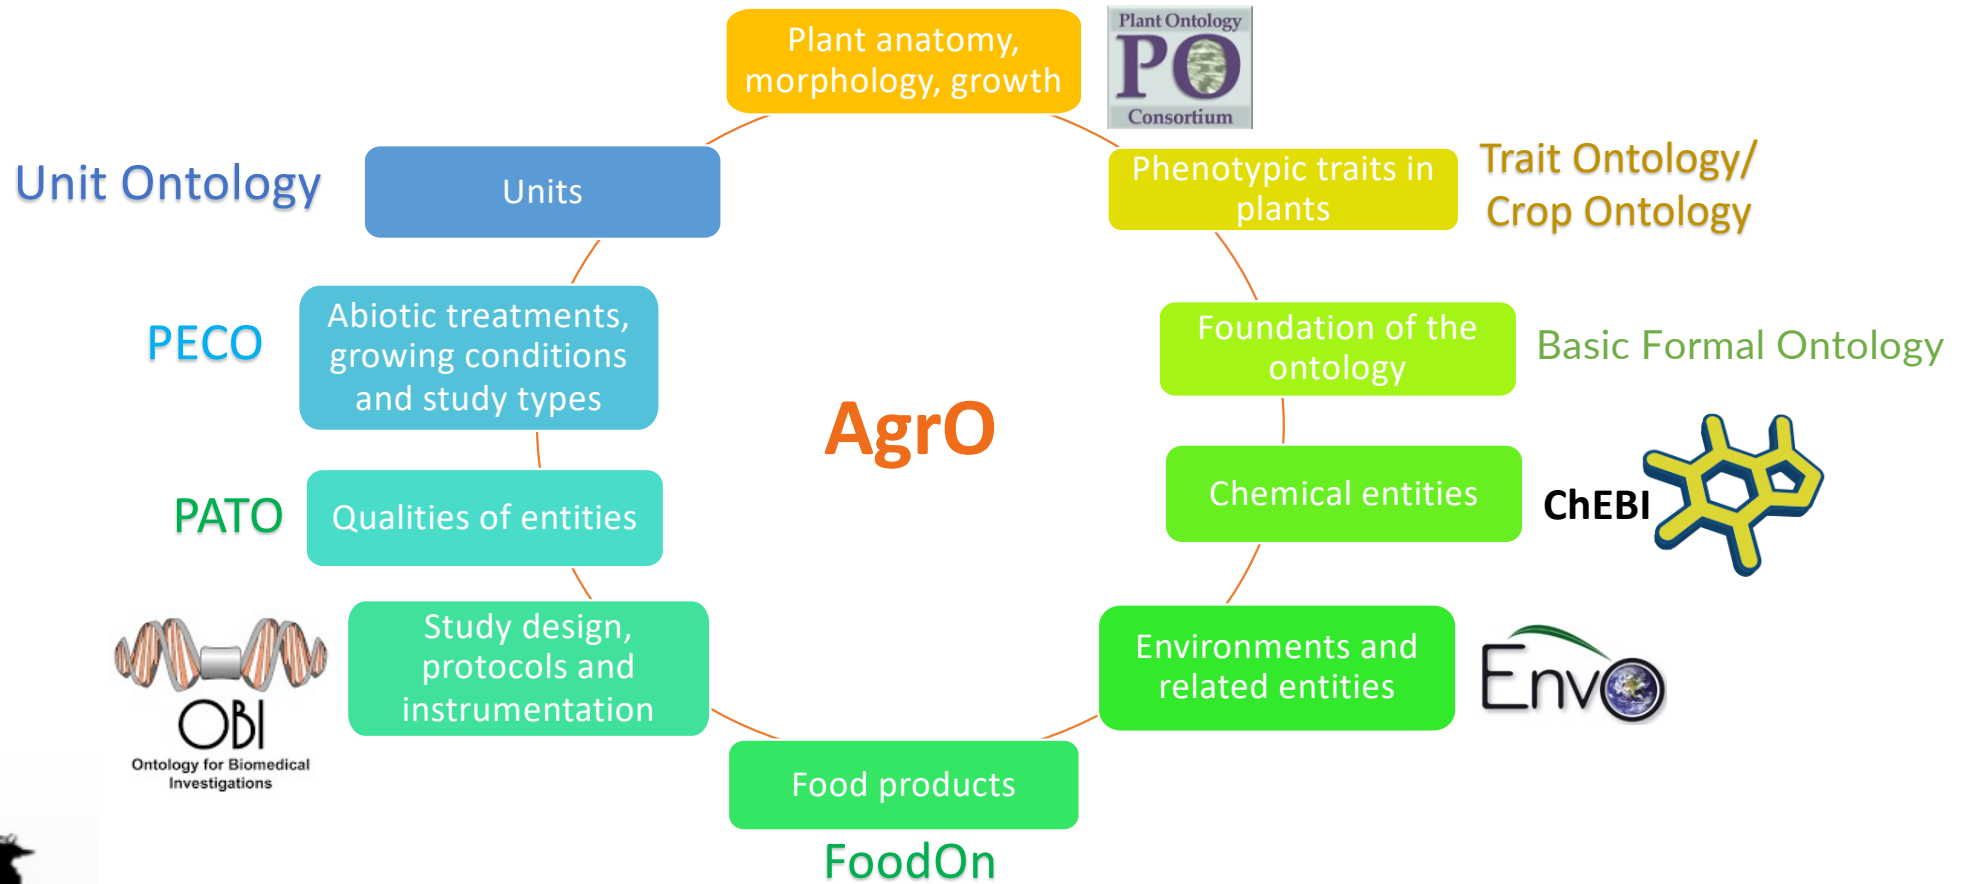 Plant anatomy,
morphology, growth
Plant Ontology
PO
Consortium
Unit Ontology
Units
Phenotypic traits in
plants
Trait Ontology/
Crop Ontology
PECO
Abiotic treatments,
growing conditions
and study types
Foundation of the
ontology
Basic Formal Ontology
AgrO
PATO
Qualities of entities
Chemical entities
ChEBI
OBI
Ontology for Biomedical
Investigations
Study design,
protocols and
instrumentation
Environments and
related entities
EnvO
Food products
FoodOn